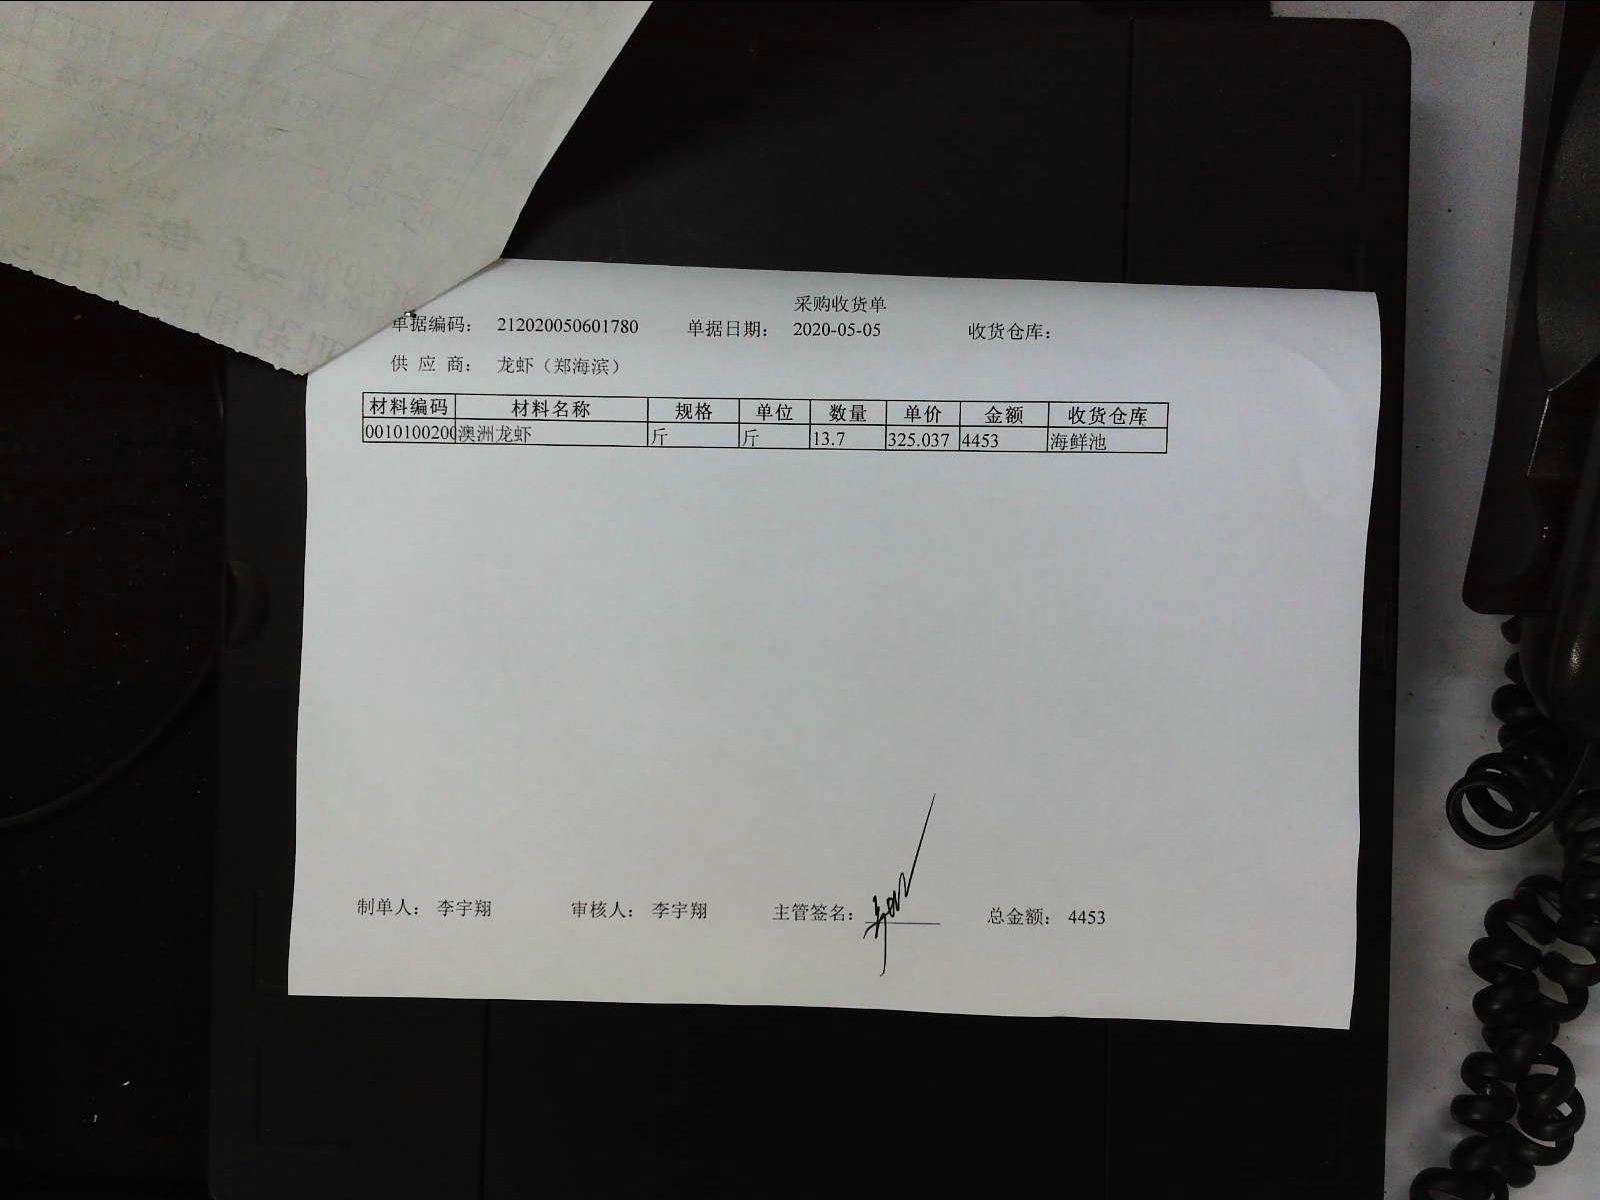 采购收货单
单据编码： 212020050601780 单据日期： 2020-05-05 收货仓库：
供 应 商： 龙虾（郑海滨）
材料编码 材料名称 规格 单位 数量 单价 金额 收货仓库
0010100200 澳洲龙虾 斤 斤 13.7 325.037 4453 海鲜池
制单人： 李宇翔 审核人： 李宇翔 主管签名： 总金额： 4453